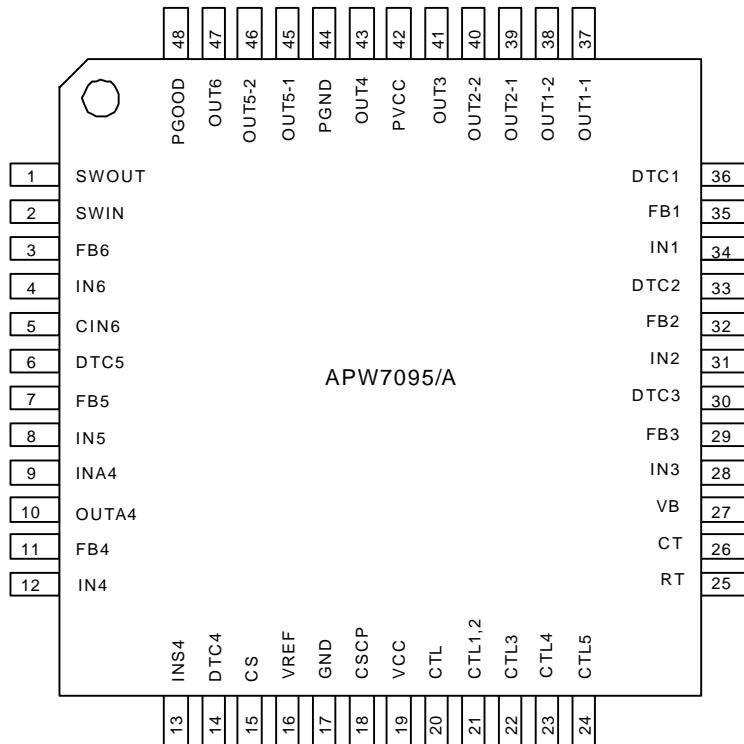 48 47 46 45 44 43 42 41 40 39 38 37
PGOOD OUT6 OUT5-2 OUT5-1 PGND OUT4 PVCC OUT3 OUT2-2 OUT2-1 OUT1-2 OUT1-1
1 SWOUT DTC1 36
2 SWIN FB1 35
3 FB6 IN1 34
4 IN6 DTC2 33
5 CIN6 FB2 32
6 DTC5 IN2 31
APW7095/A
7 FB5 DTC3 30
8 IN5 FB3 29
9 INA4 IN3 28
10 OUTA4 VB 27
11 FB4 CT 26
12 IN4 RT 25
INS4 DTC4 CS VREF GND CSCP VCC CTL CTL1,2 CTL3 CTL4 CTL5
13 14 15 16 17 18 19 20 21 22 23 24